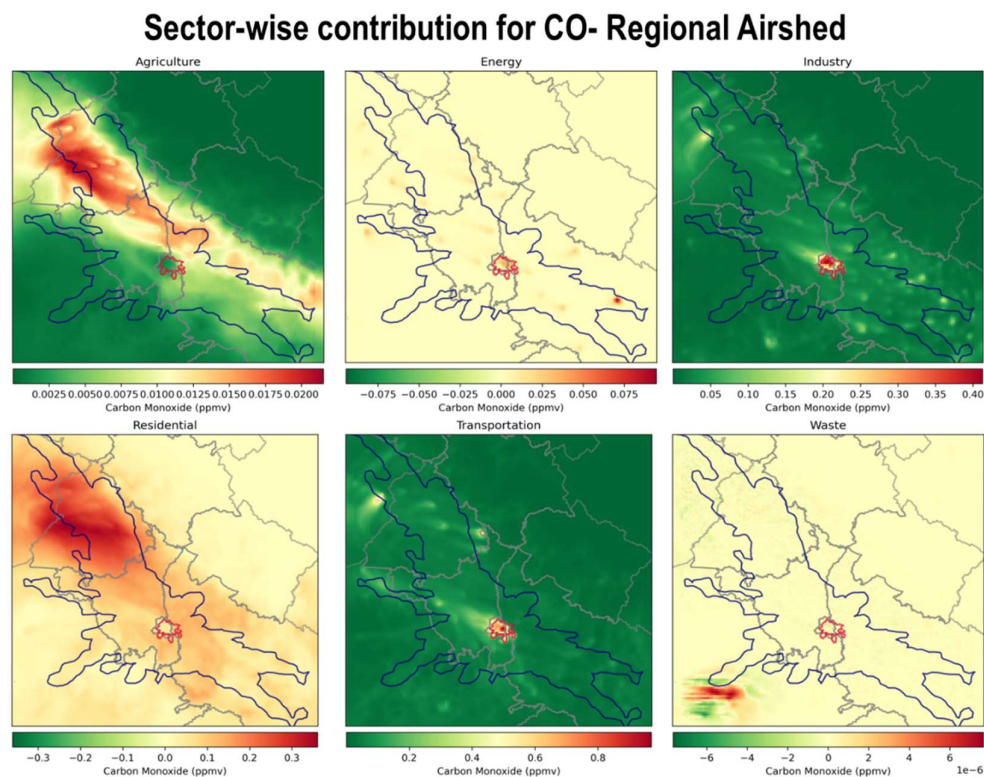 Sector-wise contribution for CO- Regional Airshed
Agriculture
Energy
Industry
0.0025 0.0050 0.0075 0.0100 0.0125 0.0150 0.0175 0.0200
Carbon Monoxide (ppmv)
−0.075 −0.050 −0.025 0.000 0.025 0.050 0.075
Carbon Monoxide (ppmv)
0.05 0.10 0.15 0.20 0.25 0.30 0.35 0.40
Carbon Monoxide (ppmv)
Residential
Transportation
Waste
−0.3 −0.2 −0.1 0.0 0.1 0.2 0.3
Carbon Monoxide (ppmv)
0.2 0.4 0.6 0.8
Carbon Monoxide (ppmv)
−6 −4 −2 0 2 4 6
1e−6
Carbon Monoxide (ppmv)